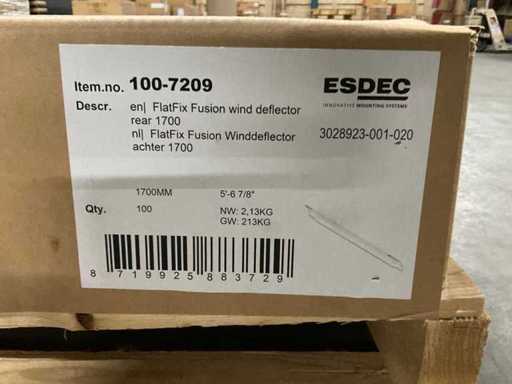 Item.no. 100-7209
ESDEC
INNOVATIVE MOUNTING SYSTEMS
Descr. en| FlatFix Fusion wind deflector
rear 1700
nl| FlatFix Fusion Winddeflector
achter 1700
3028923-001-020
1700MM 5'-6 7/8"
Qty. 100 NW: 2,13KG
GW: 213KG
8 719925 883729